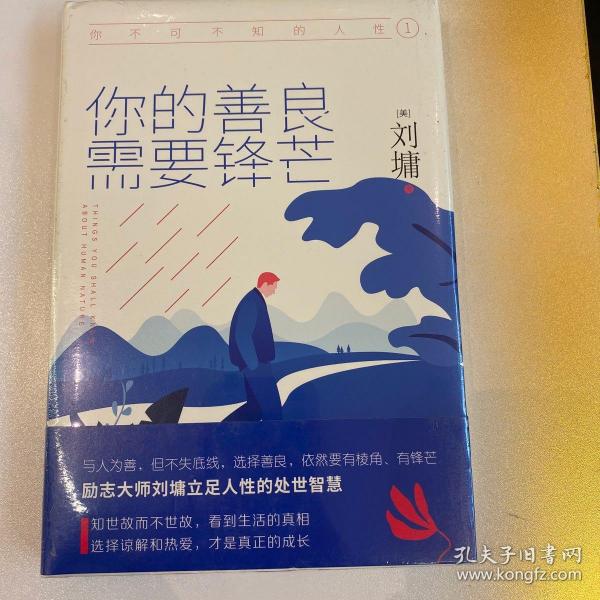 你不可不知的人性1
你的善良
需要锋芒
[美]
刘墉
THINGS YOU SHALL KNOW
ABOUT HUMAN NATURE
与人为善，但不失底线，选择善良，依然要有棱角、有锋芒
励志大师刘墉立足人性的处世智慧
知世故而不世故，看到生活的真相
选择谅解和热爱，才是真正的成长
孔夫子旧书网
www.kongfz.com